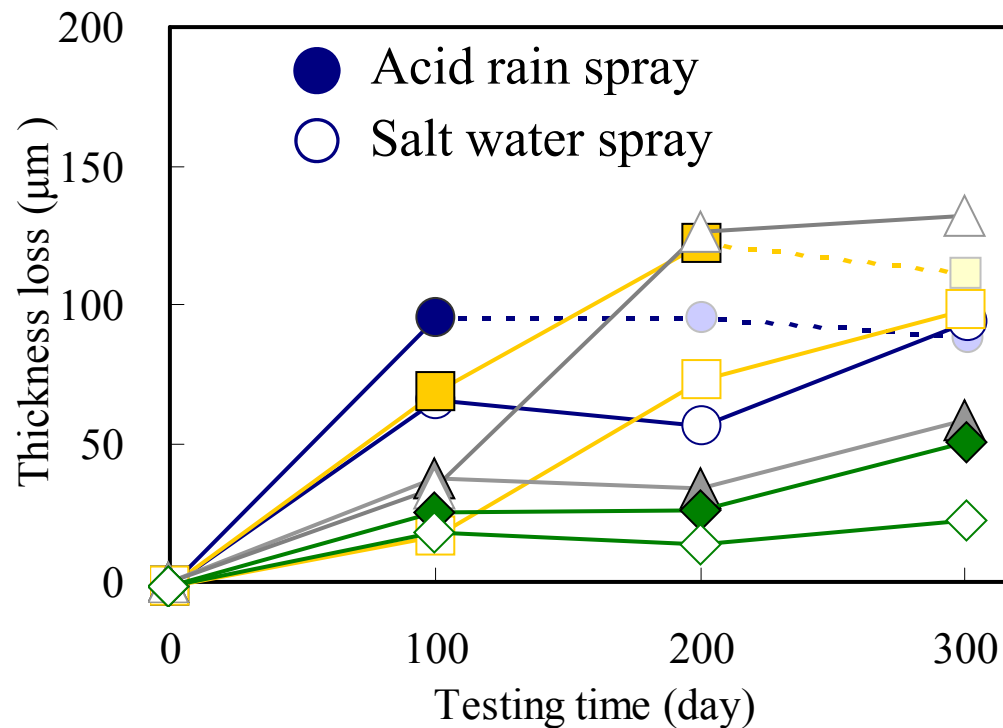 200
Acid rain spray
Salt water spray
150
100
50
0
Thickness loss (μm )
0 100 200 300
Testing time (day)